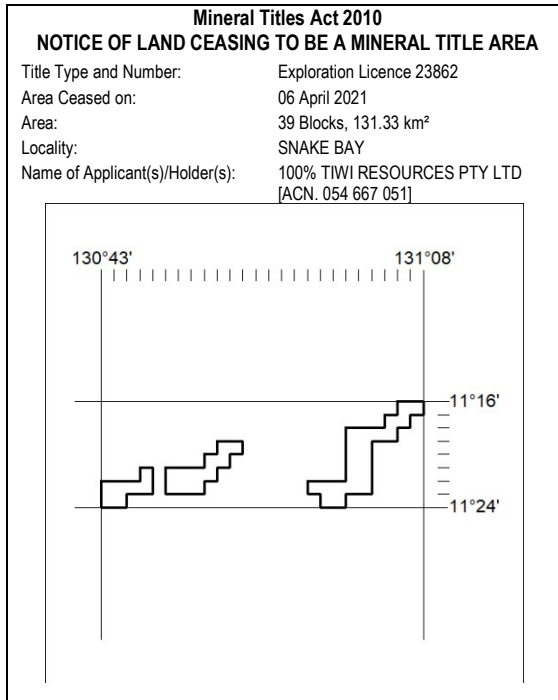 Mineral Titles Act 2010
NOTICE OF LAND CEASING TO BE A MINERAL TITLE AREA
Title Type and Number: Exploration Licence 23862
Area Ceased on: 06 April 2021
Area: 39 Blocks, 131.33 km²
Locality: SNAKE BAY
Name of Applicant(s)/Holder(s): 100% TIWI RESOURCES PTY LTD
[ACN. 054 667 051]
130°43' 131°08'
11°16'
11°24'